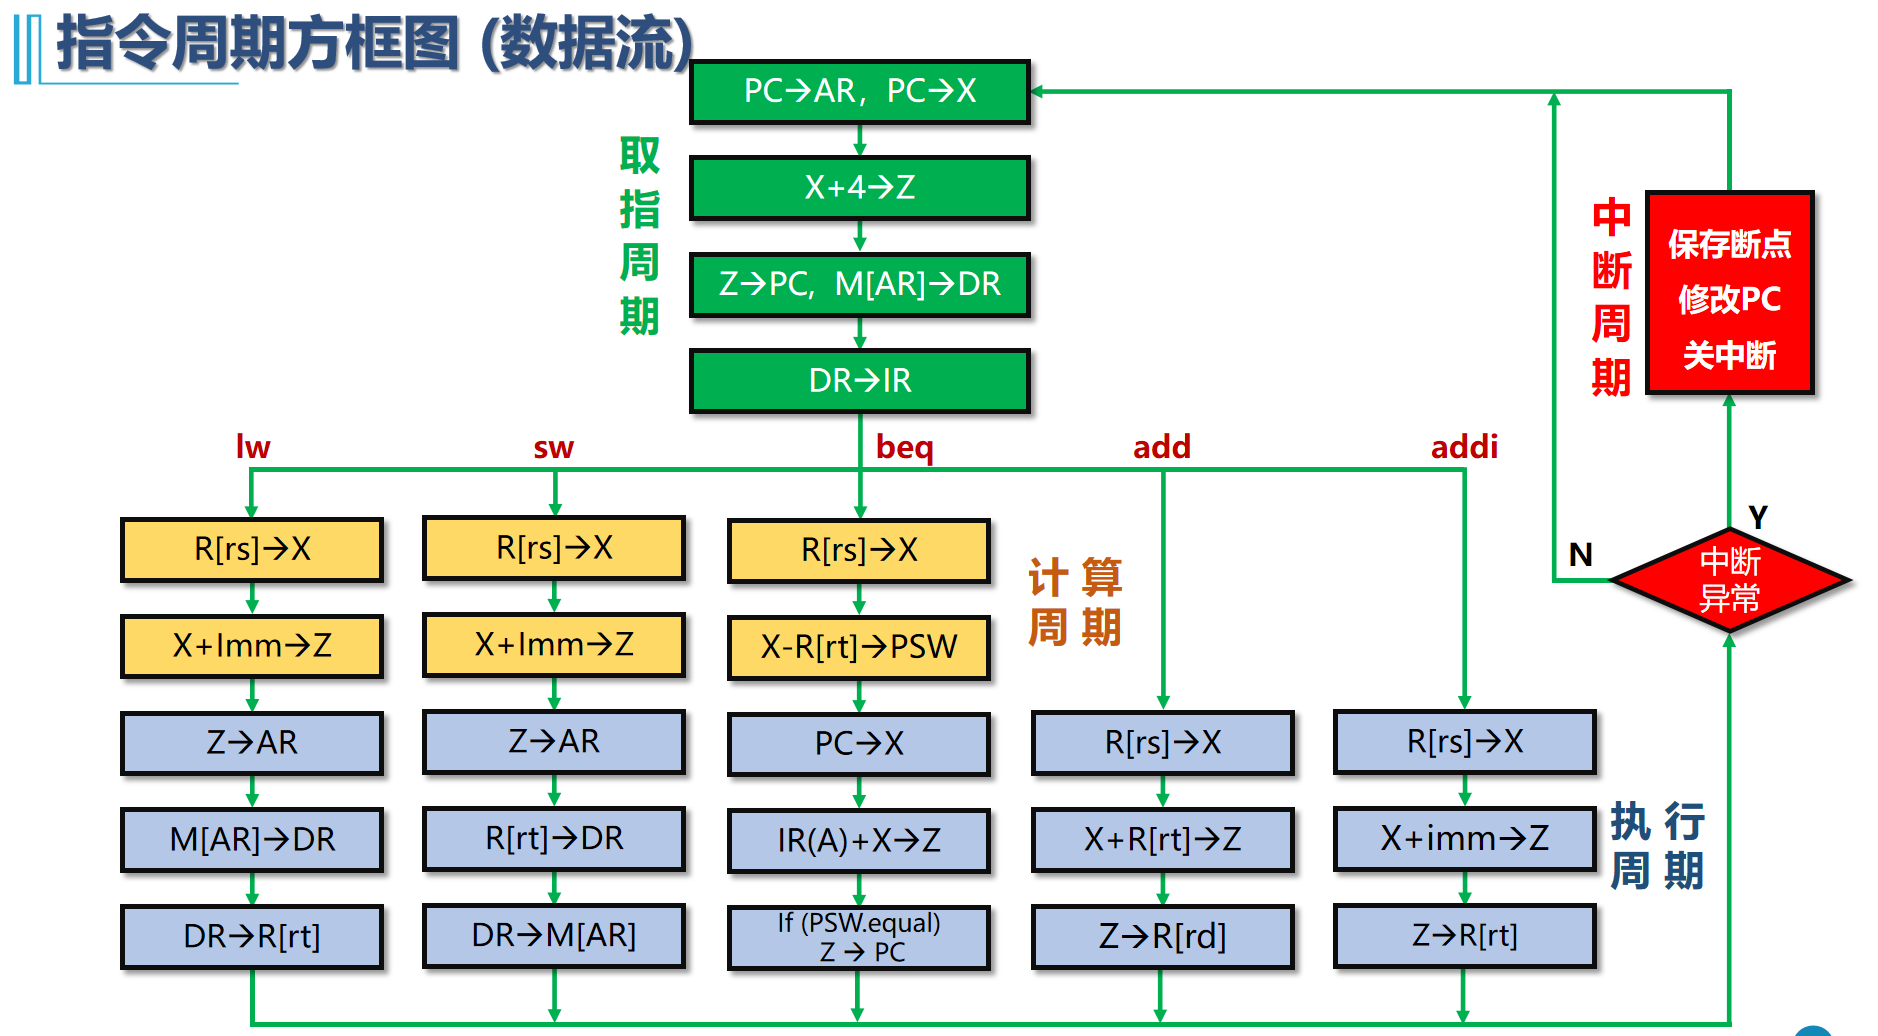 指令周期方框图 (数据流)
PC→AR，PC→X
X+4→Z
Z→PC，M[AR]→DR
DR→IR
取指周期
中断周期
保存断点
修改PC
关中断
Y
N
中断
异常
lw
sw
beq
add
addi
R[rs]→X
X+Imm→Z
Z→AR
M[AR]→DR
DR→R[rt]
R[rs]→X
X+Imm→Z
Z→AR
R[rt]→DR
DR→M[AR]
R[rs]→X
X-R[rt]→PSW
PC→X
IR(A)+X→Z
If (PSW.equal)
Z → PC
计 算
周 期
R[rs]→X
X+R[rt]→Z
Z→R[rd]
R[rs]→X
X+imm→Z
Z→R[rt]
执 行
周 期